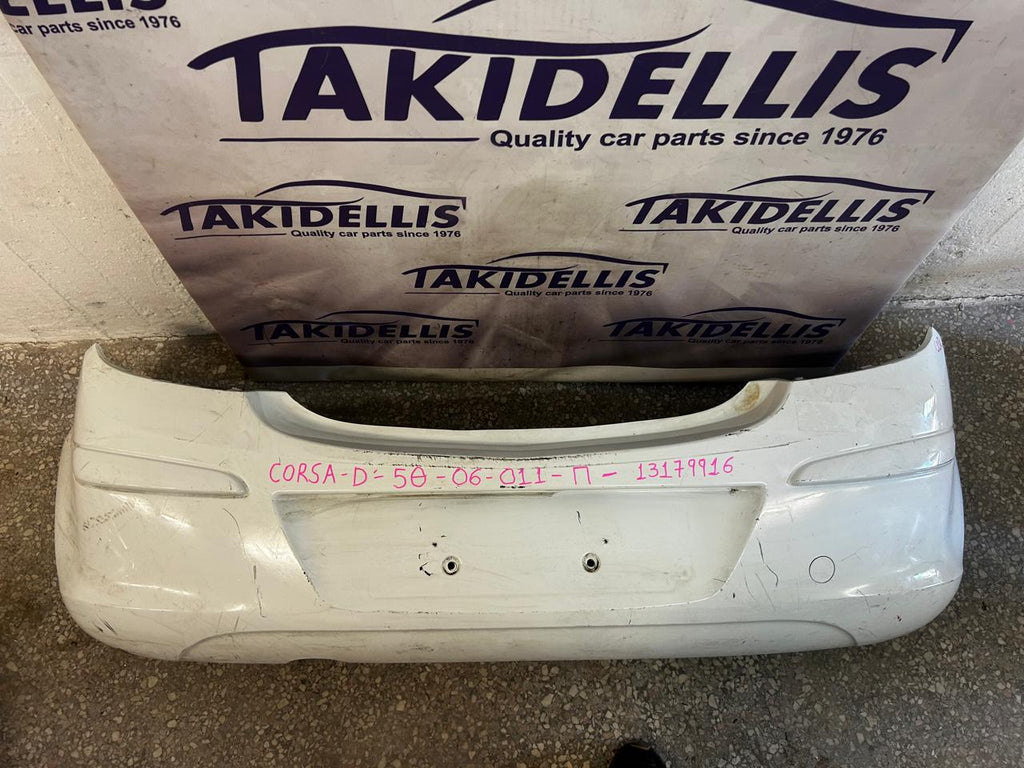 ELLIS
car parts since 1976
TAKIDELLIS
Quality car parts since 1976
TAKIDELLIS
Quality car parts since 1976
TAKIDELLIS
Quality car parts since 1976
TAKIDELLIS
Quality car parts since 1976
TAKIDELLIS
Quality car parts since 1976
TAKIDELLIS
Quality car parts since 1976
CORSA-D-5θ-06-011-Π-13179916